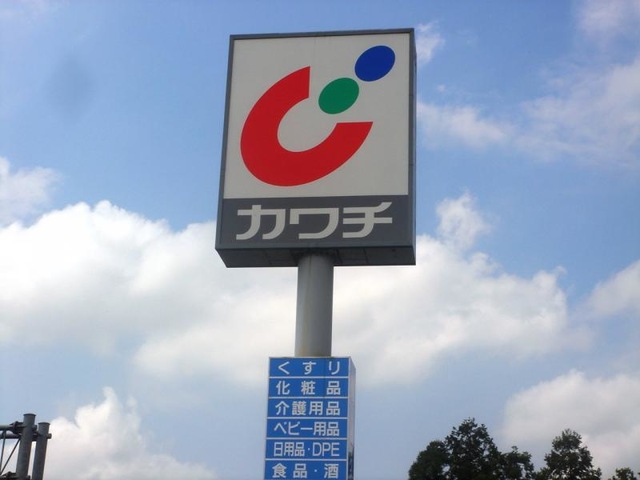 カワチ
くすり
化粧品
介護用品
ベビー用品
日用品・DPE
食品・酒